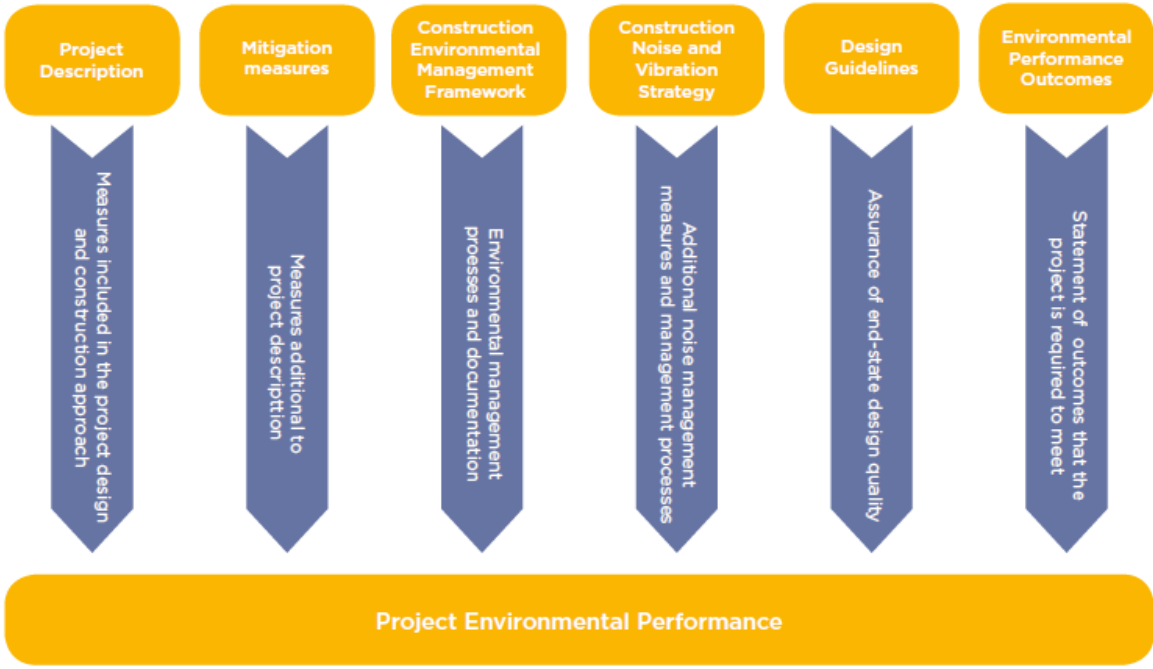 Project
Description
Mitigation
measures
Construction
Environmental
Management
Framework
Construction
Noise and
Vibration
Strategy
Design
Guidelines
Environmental
Performance
Outcomes
Measures included in the project design
and construction approach
Measures additional to
project descripttion
Environmental management
proesses and documentation
Additional noise management
measures and management processes
Assurance of end-state design quality
Statement of outcomes that the
project is required to meet
Project Environmental Performance